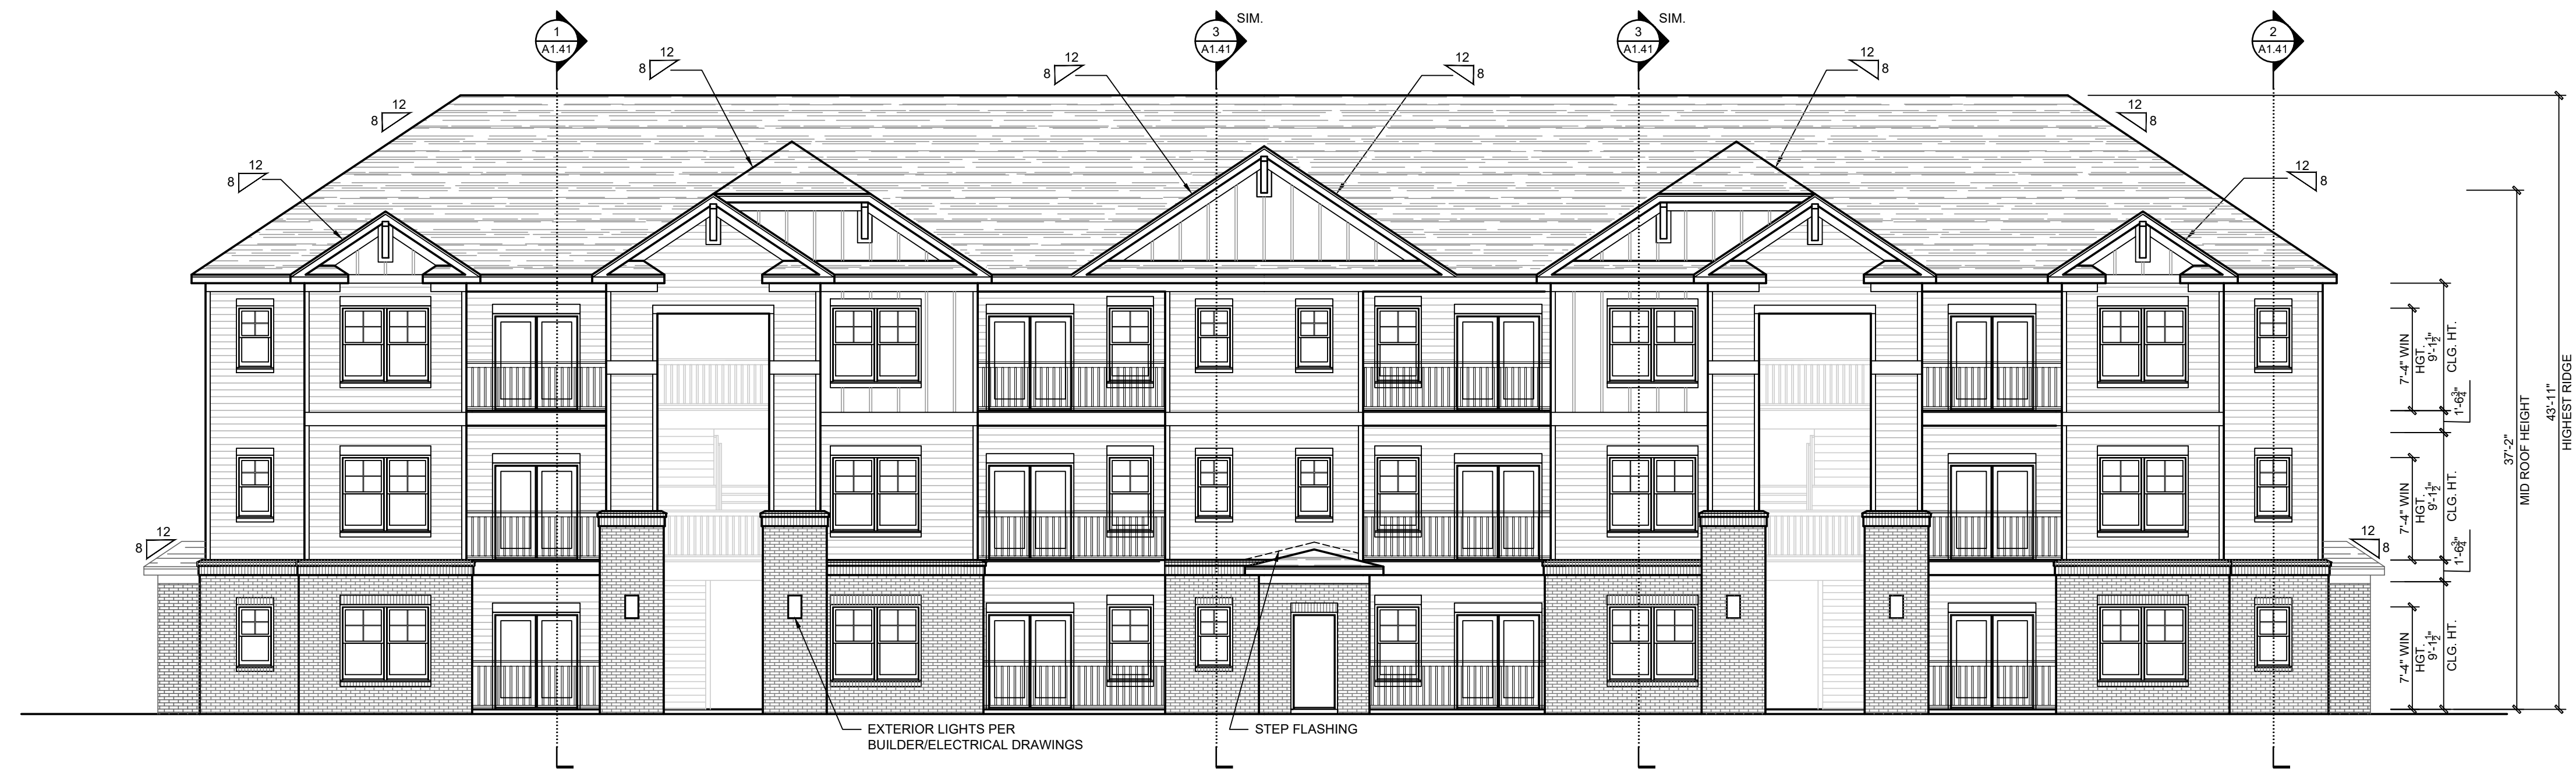 1
A1.41
3
A1.41
SIM.
3
A1.41
SIM.
2
A1.41
12
8
12
8
12
8
12
8
12
8
12
8
12
8
12
8
12
8
12
8
7'-4" WIN
HGT.
9'-1 1/2"
CLG. HT.
1'-6 3/4"
7'-4" WIN
HGT.
9'-1 1/2"
CLG. HT.
1'-6 3/4"
7'-4" WIN
HGT.
9'-1 1/2"
CLG. HT.
37'-2"
MID ROOF HEIGHT
43'-11"
HIGHEST RIDGE
EXTERIOR LIGHTS PER
BUILDER/ELECTRICAL DRAWINGS
STEP FLASHING